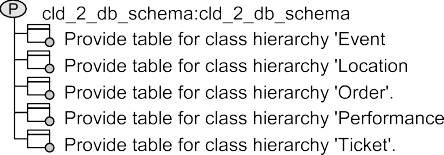 P cld_2_db_schema:cld_2_db_schema
Provide table for class hierarchy 'Event
Provide table for class hierarchy 'Location
Provide table for class hierarchy 'Order'.
Provide table for class hierarchy 'Performance
Provide table for class hierarchy 'Ticket'.